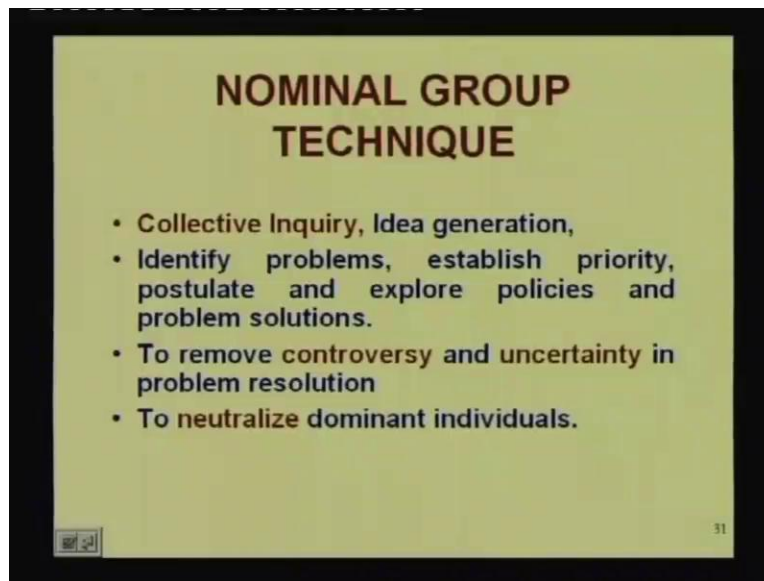 NOMINAL GROUP
TECHNIQUE
• Collective Inquiry, Idea generation,
• Identify problems, establish priority,
postulate and explore policies and
problem solutions.
• To remove controversy and uncertainty in
problem resolution
• To neutralize dominant individuals.
31